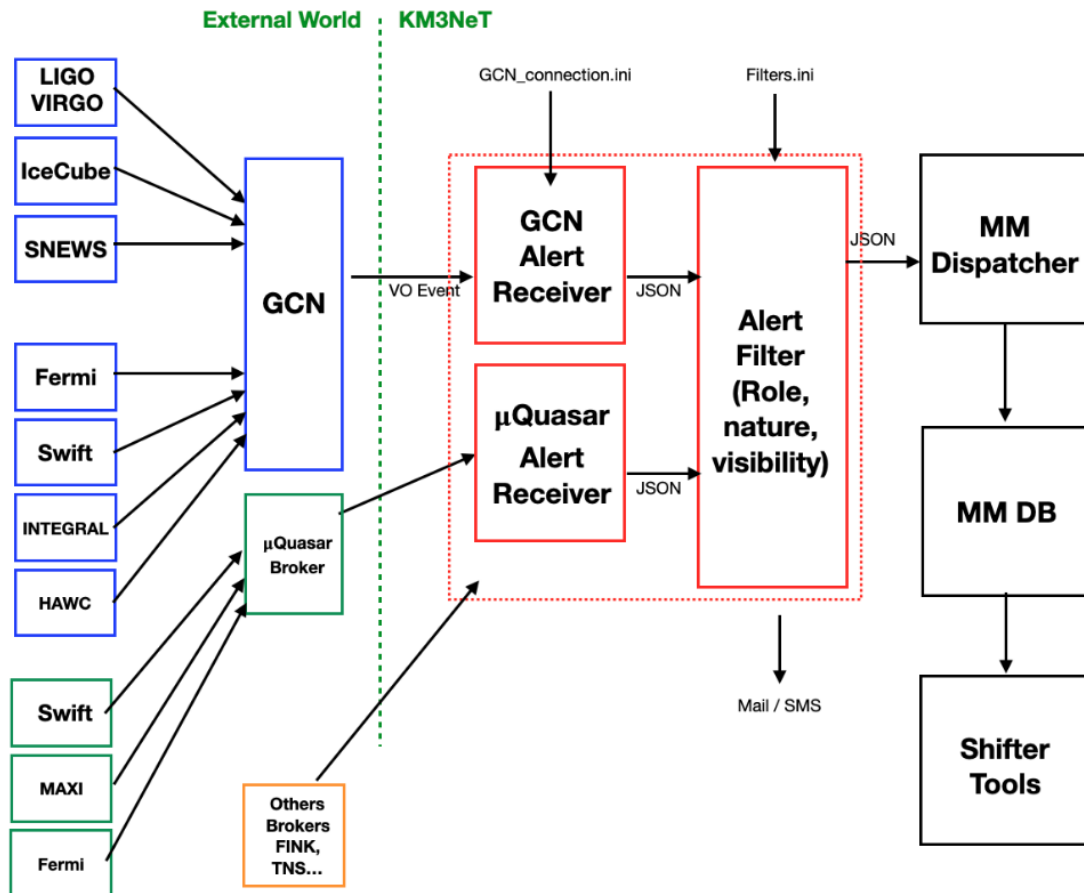 External World
KM3NeT
LIGO
VIRGO
IceCube
SNEWS
Fermi
Swift
INTEGRAL
HAWC
Swift
MAXI
Fermi
GCN
μQuasar
Broker
Others
Brokers
FINK,
TNS...
VO Event
GCN_connection.ini
Filters.ini
GCN
Alert
Receiver
JSON
μQuasar
Alert
Receiver
JSON
Alert
Filter
(Role,
nature,
visibility)
Mail / SMS
JSON
MM
Dispatcher
MM DB
Shifter
Tools